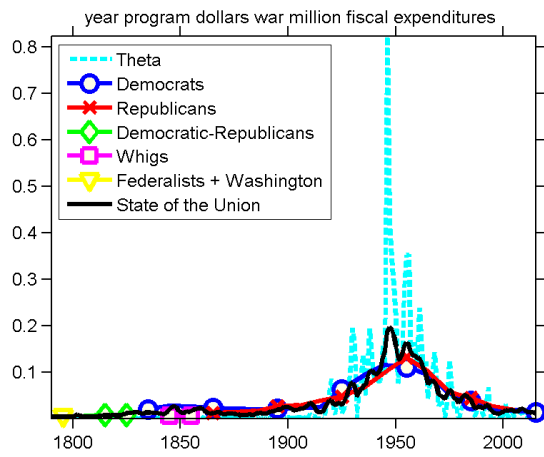 year program dollars war million fiscal expenditures
Theta
Democrats
Republicans
Democratic-Republicans
Whigs
Federalists + Washington
State of the Union
0.8
0.7
0.6
0.5
0.4
0.3
0.2
0.1
1800 1850 1900 1950 2000